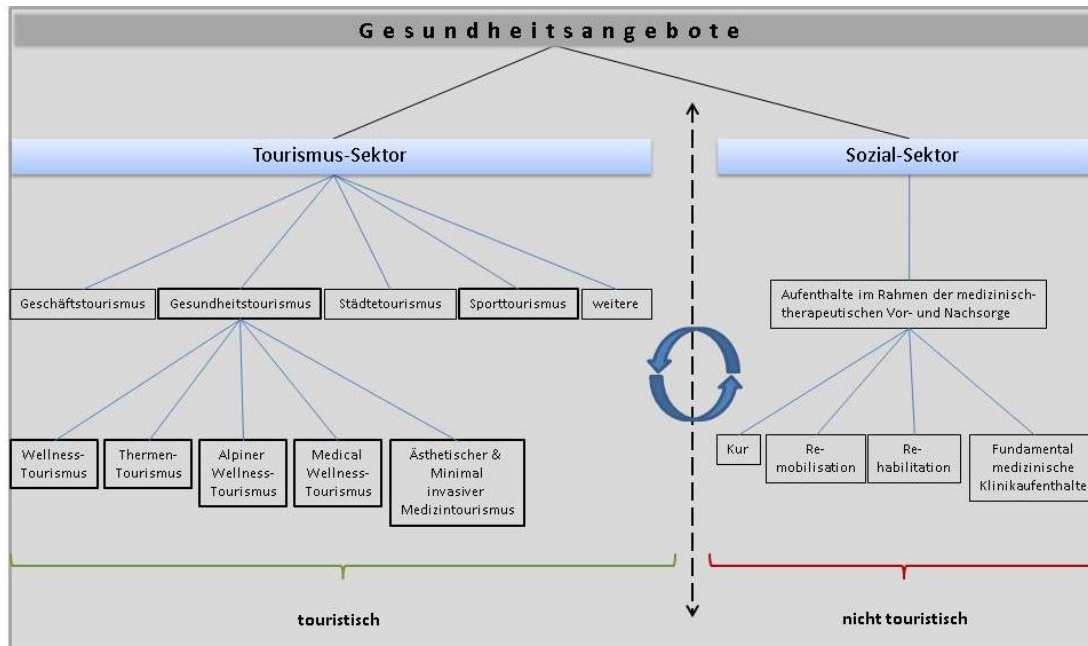 Gesundheitsangebote
Tourismus-Sektor
Sozial-Sektor
Geschäftstourismus
Gesundheitstourismus
Städtetourismus
Sporttourismus
weitere
Aufenthalte im Rahmen der medizinisch-
therapeutischen Vor- und Nachsorge
Wellness-
Tourismus
Thermen-
Tourismus
Alpiner
Wellness-
Tourismus
Medical
Wellness-
Tourismus
Ästhetischer &
Minimal
invasiver
Medizintourismus
Kur
Re-
mobilisation
Re-
habilitation
Fundamental
medizinische
Klinikaufenthalte
touristisch
nicht touristisch